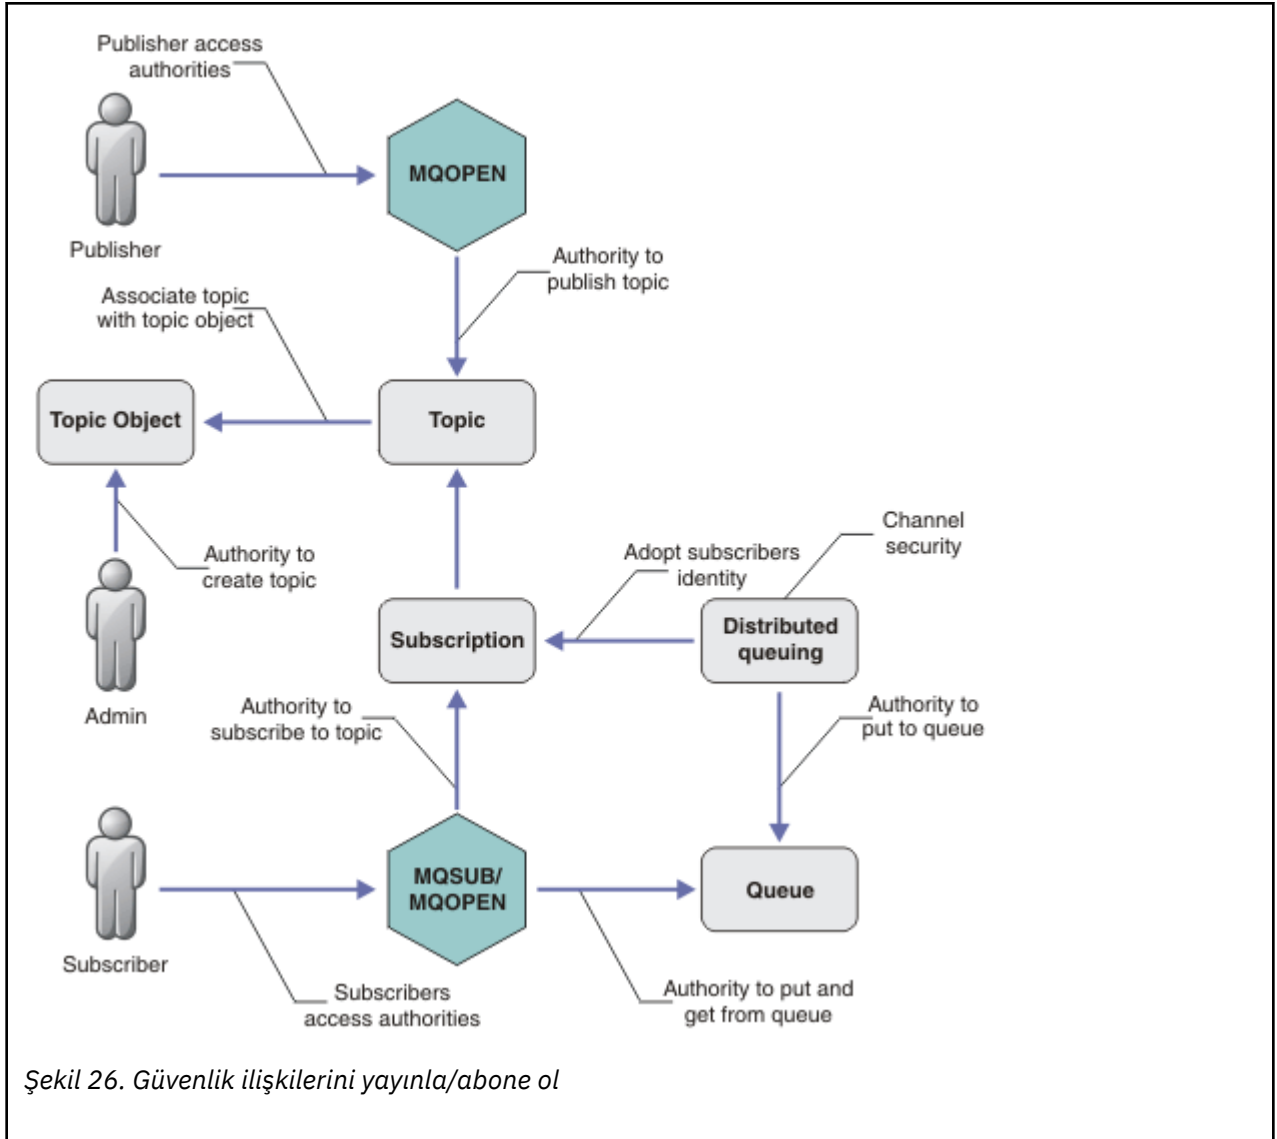 Publisher access
authorities
MQOPEN
Publisher
Authority to
publish topic
Associate topic
with topic object
Topic Object
Topic
Channel
security
Authority to
create topic
Adopt subscribers
identity
Subscription
Distributed
queuing
Admin
Authority to
subscribe to topic
Authority to
put to queue
MQSUB/
MQOPEN
Queue
Subscriber
Subscribers
access authorities
Authority to put and
get from queue
Şekil 26. Güvenlik ilişkilerini yayınla/abone ol